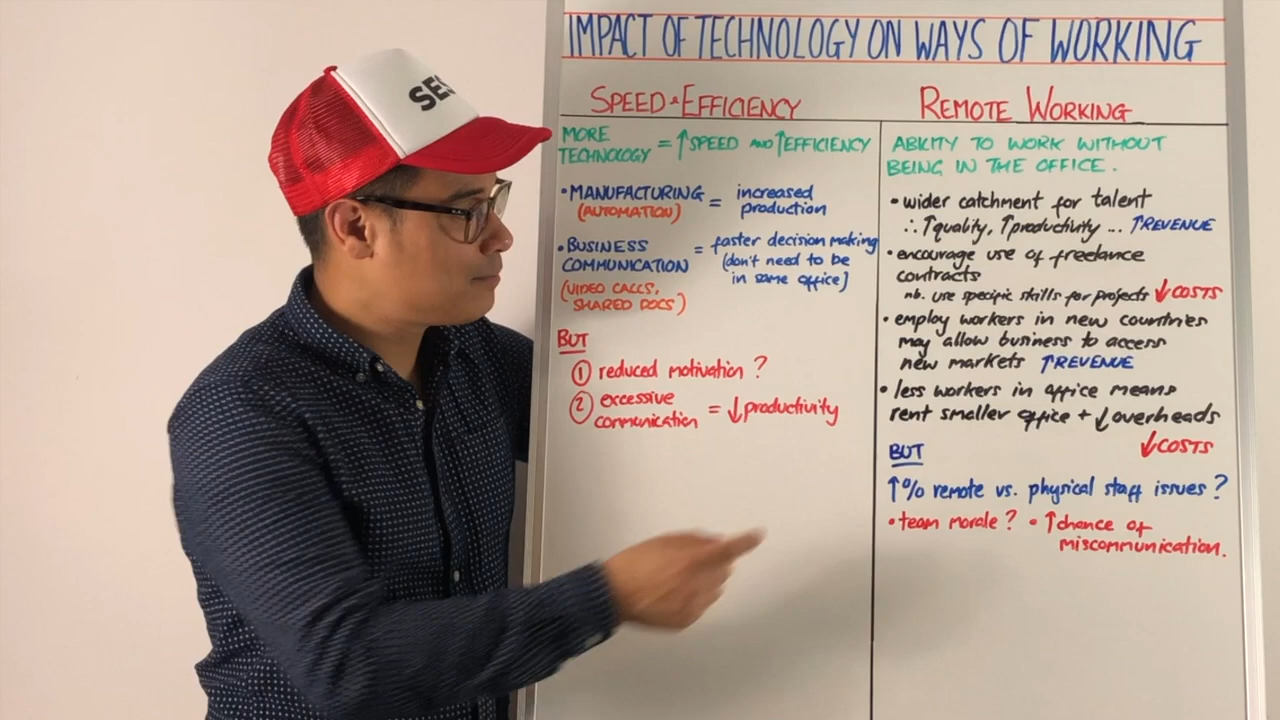 SES
IMPACT OF TECHNOLOGY ON WAYS OF WORKING
SPEED & EFFICIENCY
MORE TECHNOLOGY = ↑SPEED AND ↑EFFICIENCY
• MANUFACTURING = increased production
(AUTOMATION)
• BUSINESS COMMUNICATION = faster decision making
(don't need to be
in same office)
(VIDEO CALLS,
SHARED DOCS)
BUT
① reduced motivation ?
② excessive communication = ↓ productivity
REMOTE WORKING
ABILITY TO WORK WITHOUT
BEING IN THE OFFICE.
• wider catchment for talent
∴ ↑quality, ↑productivity ... ↑REVENUE
• encourage use of freelance
contracts
nb. use specific skills for projects ↓COSTS
• employ workers in new countries
may allow business to access
new markets ↑REVENUE
• less workers in office means
rent smaller office + ↓overheads
↓COSTS
BUT
↑% remote vs. physical staff issues ?
• team morale ? • ↑chance of
miscommunication.